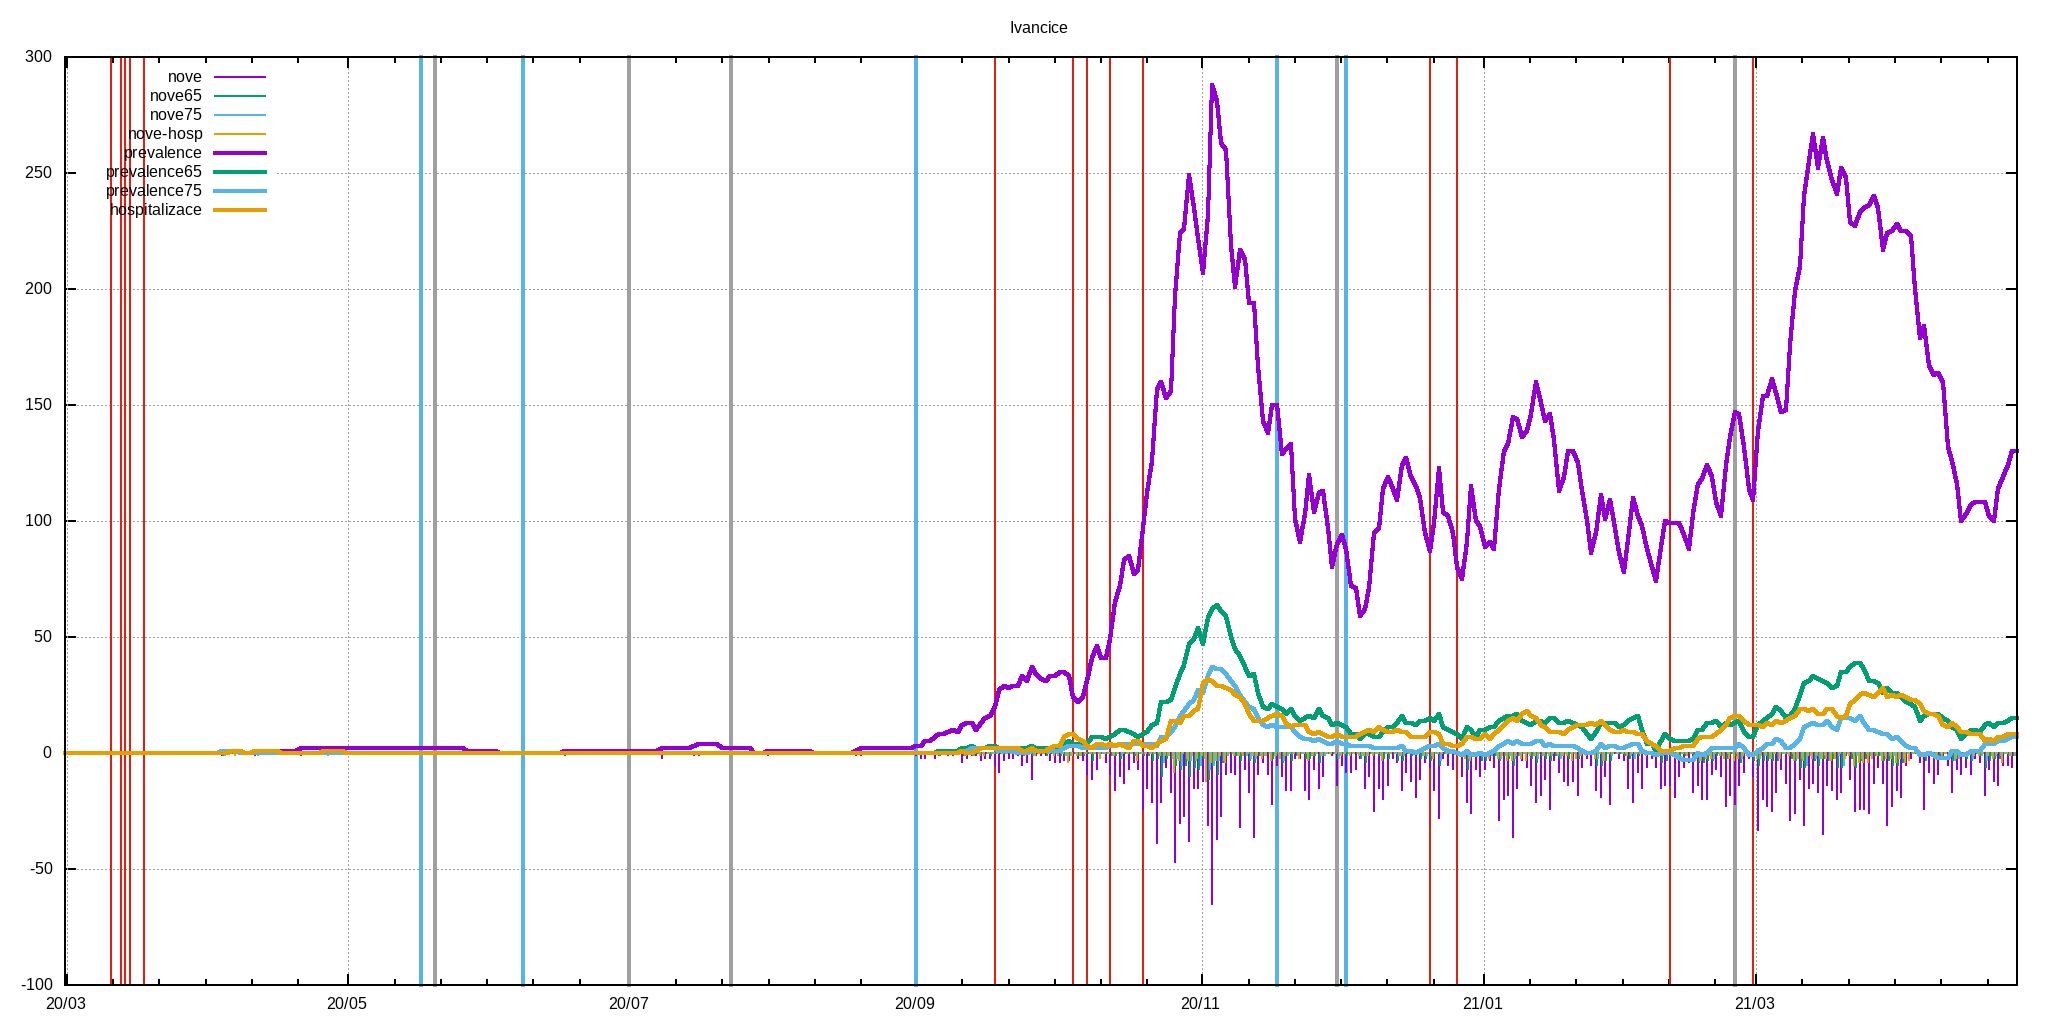 Ivancice
300
250
200
150
100
50
0
-50
-100
nove
nove65
nove75
nove-hosp
prevalence
prevalence65
prevalence75
hospitalizace
20/03
20/05
20/07
20/09
20/11
21/01
21/03